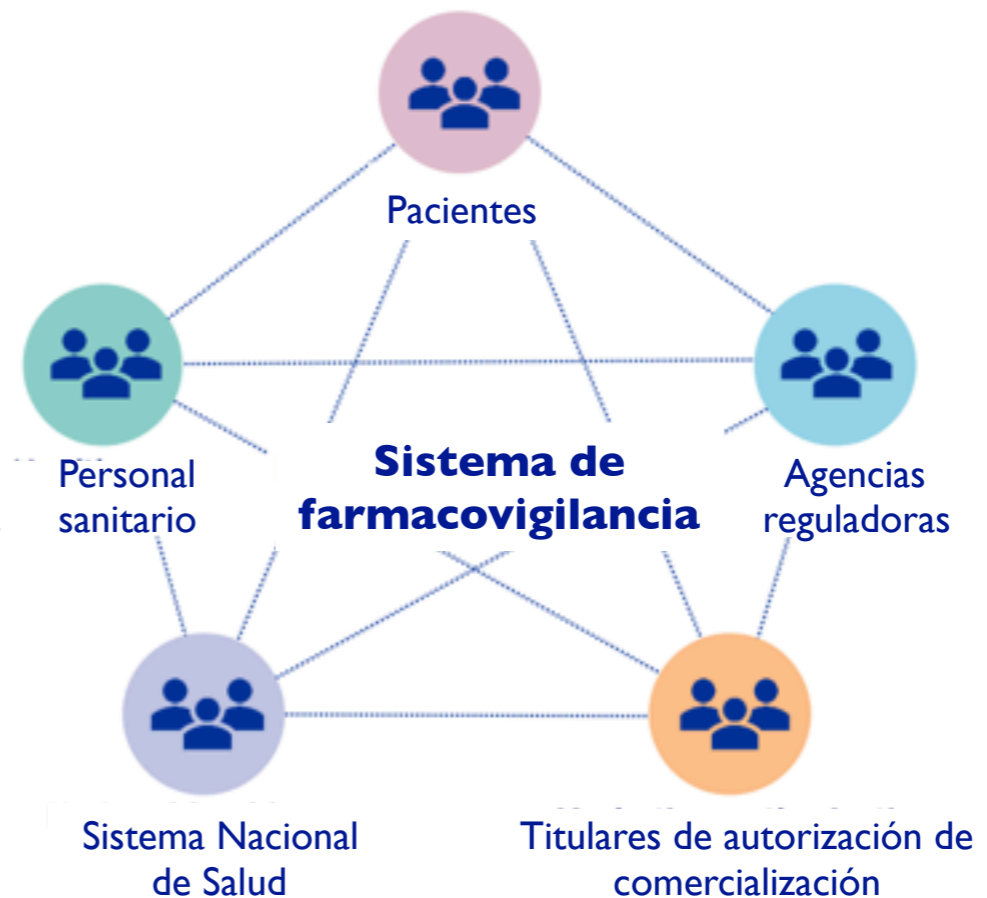 Pacientes
Sistema de
farmacovigilancia
Personal
sanitario
Agencias
reguladoras
Sistema Nacional
de Salud
Titulares de autorización de
comercialización